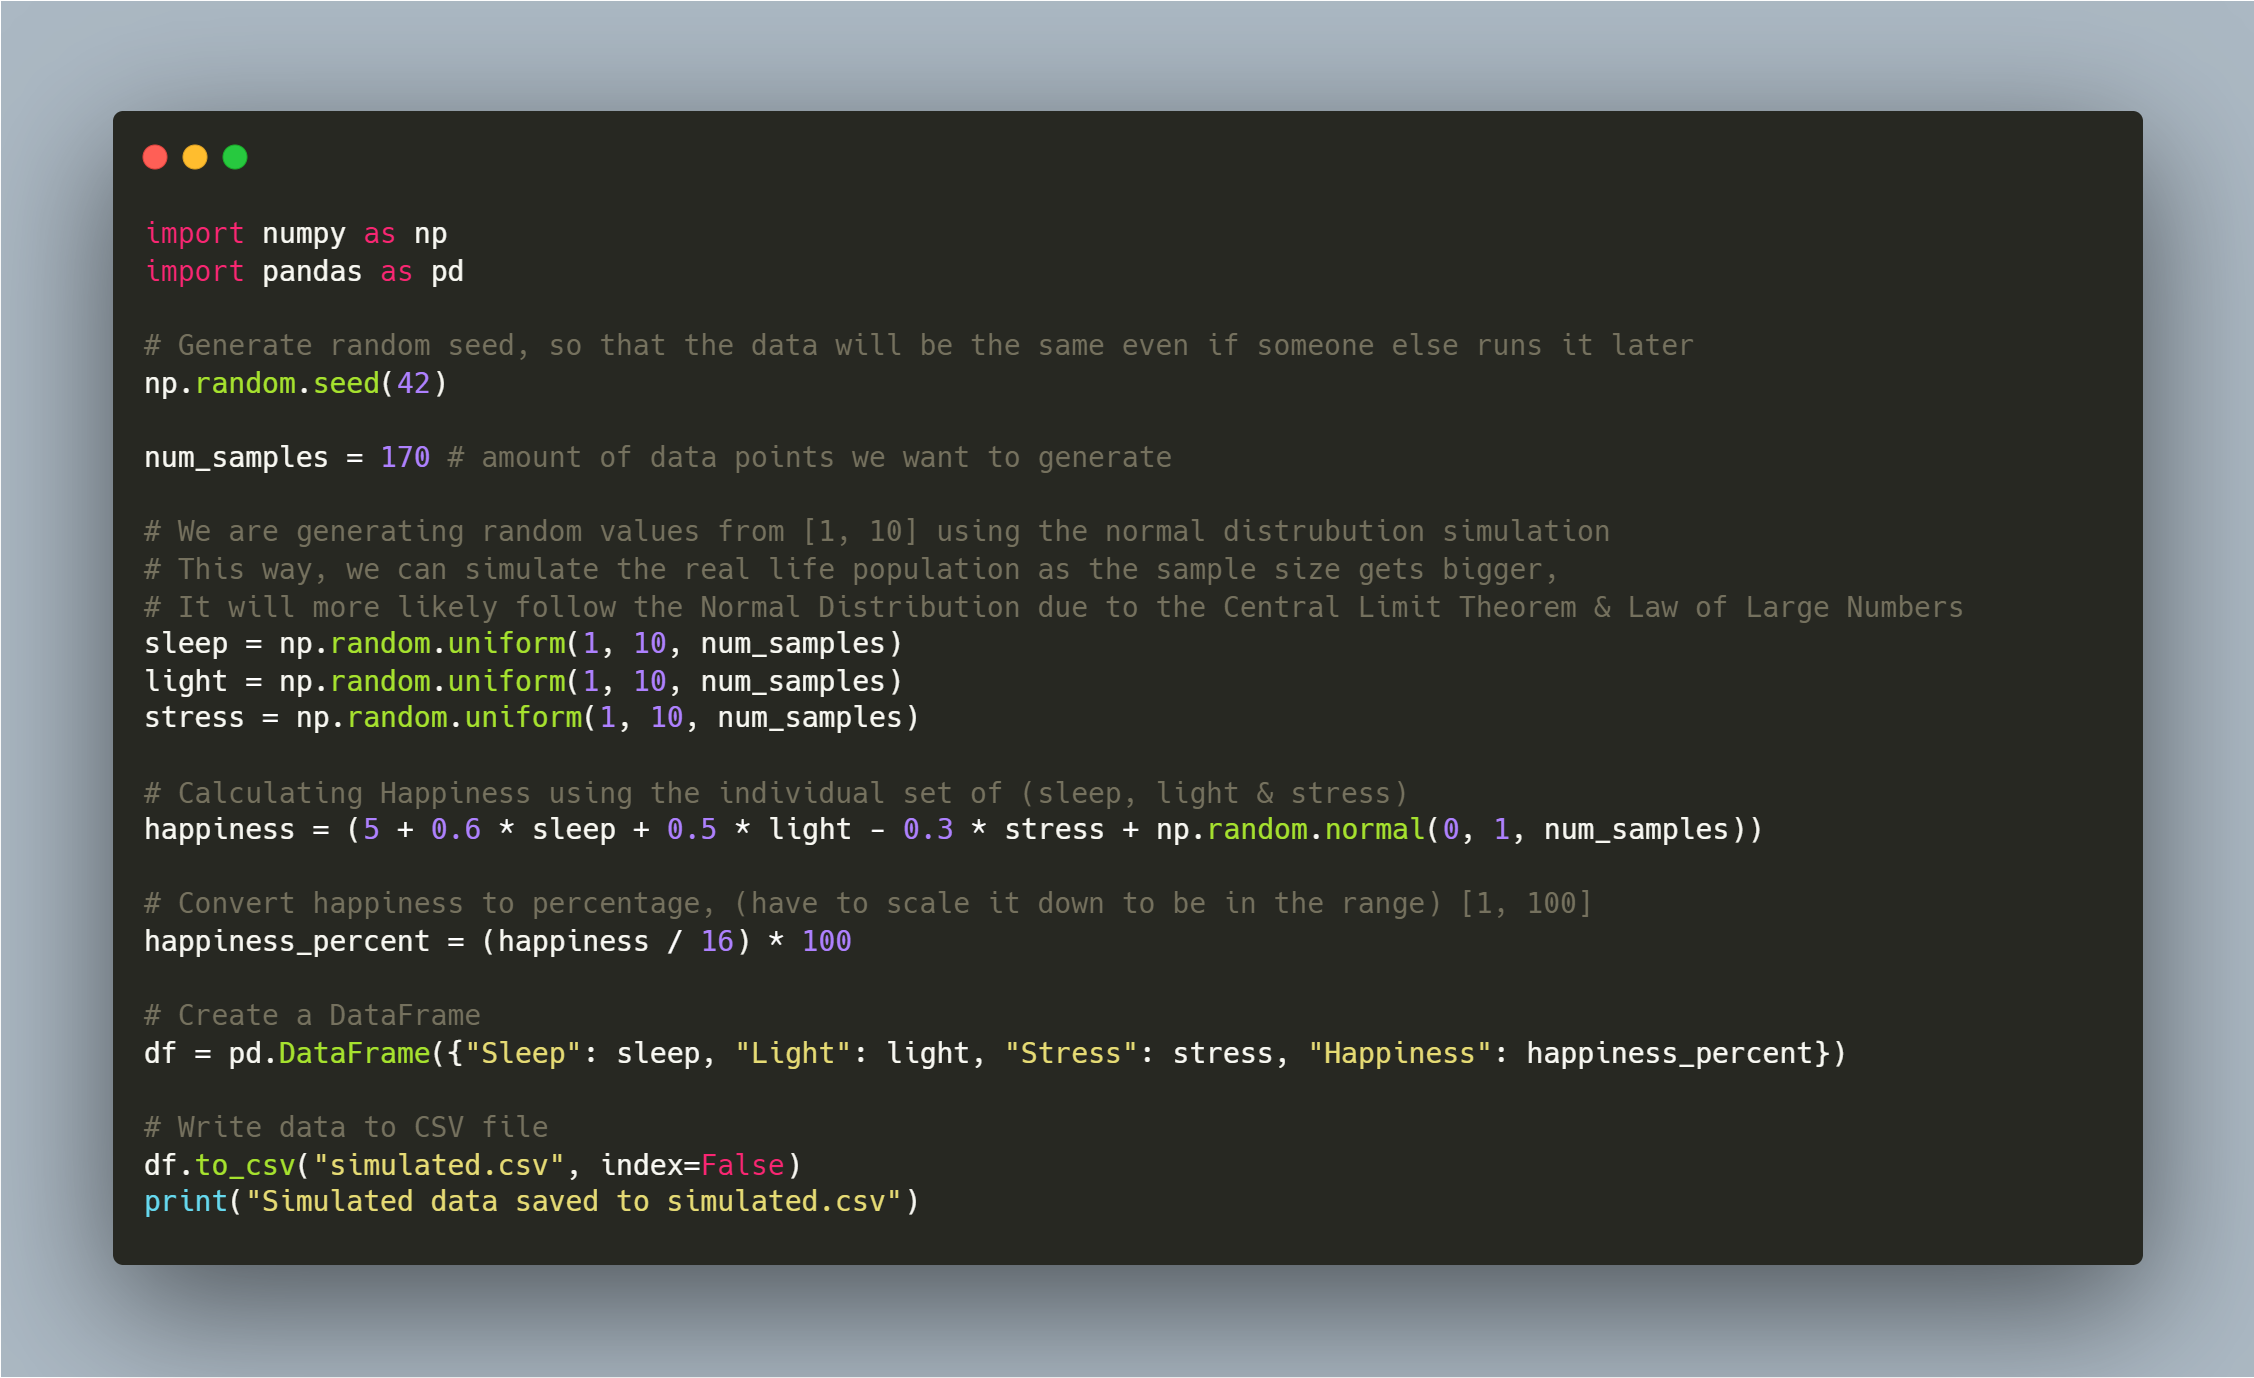 import numpy as np
import pandas as pd
# Generate random seed, so that the data will be the same even if someone else runs it later
np.random.seed(42)
num_samples = 170 # amount of data points we want to generate
# We are generating random values from [1, 10] using the normal distrubution simulation
# This way, we can simulate the real life population as the sample size gets bigger,
# It will more likely follow the Normal Distribution due to the Central Limit Theorem & Law of Large Numbers
sleep = np.random.uniform(1, 10, num_samples)
light = np.random.uniform(1, 10, num_samples)
stress = np.random.uniform(1, 10, num_samples)
# Calculating Happiness using the individual set of (sleep, light & stress)
happiness = (5 + 0.6 * sleep + 0.5 * light - 0.3 * stress + np.random.normal(0, 1, num_samples))
# Convert happiness to percentage, (have to scale it down to be in the range) [1, 100]
happiness_percent = (happiness / 16) * 100
# Create a DataFrame
df = pd.DataFrame({"Sleep": sleep, "Light": light, "Stress": stress, "Happiness": happiness_percent})
# Write data to CSV file
df.to_csv("simulated.csv", index=False)
print("Simulated data saved to simulated.csv")